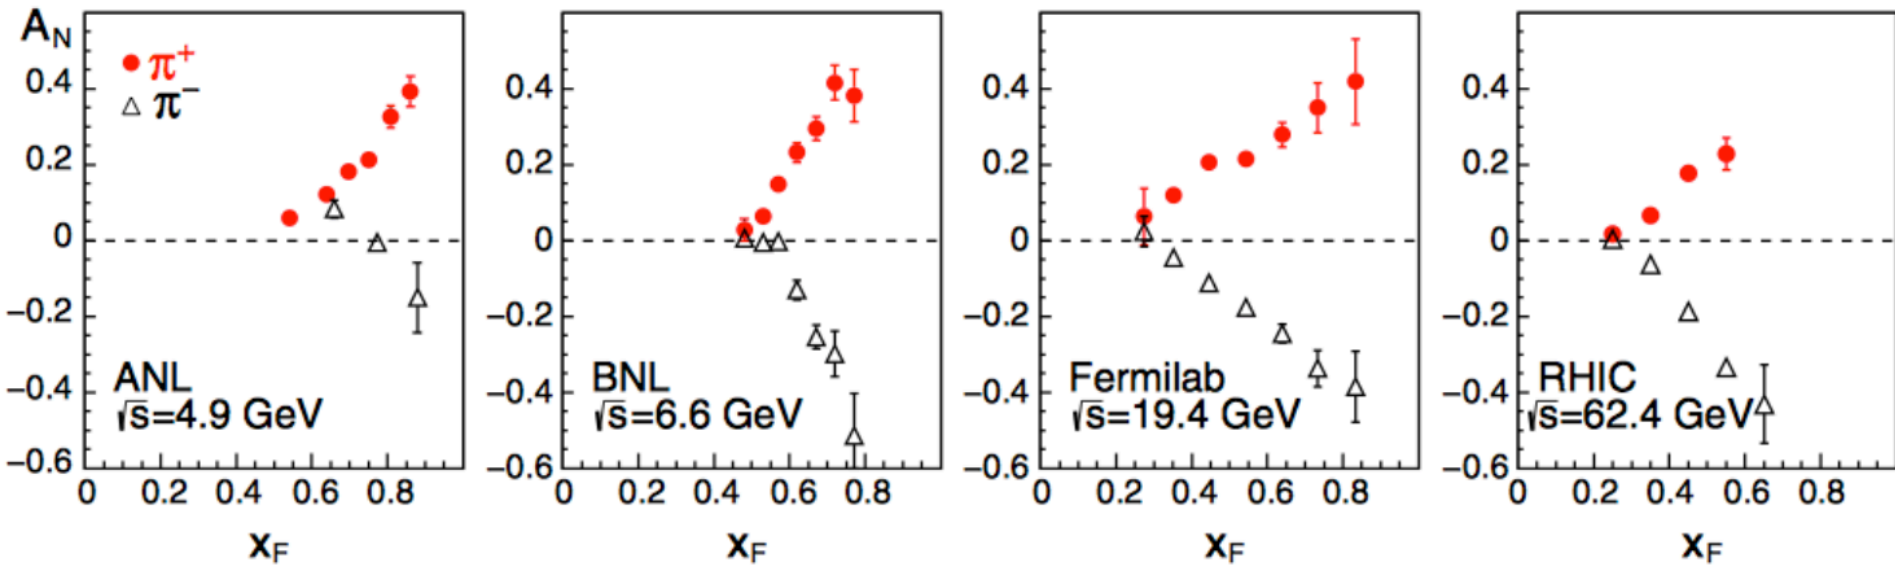 A_N
π⁺
π⁻
0.4
0.2
0
−0.2
−0.4
−0.6
ANL
√s=4.9 GeV
0 0.2 0.4 0.6 0.8
x_F
0.4
0.2
0
−0.2
−0.4
−0.6
BNL
√s=6.6 GeV
0 0.2 0.4 0.6 0.8
x_F
0.4
0.2
0
−0.2
−0.4
−0.6
Fermilab
√s=19.4 GeV
0 0.2 0.4 0.6 0.8
x_F
0.4
0.2
0
−0.2
−0.4
−0.6
RHIC
√s=62.4 GeV
0 0.2 0.4 0.6 0.8
x_F